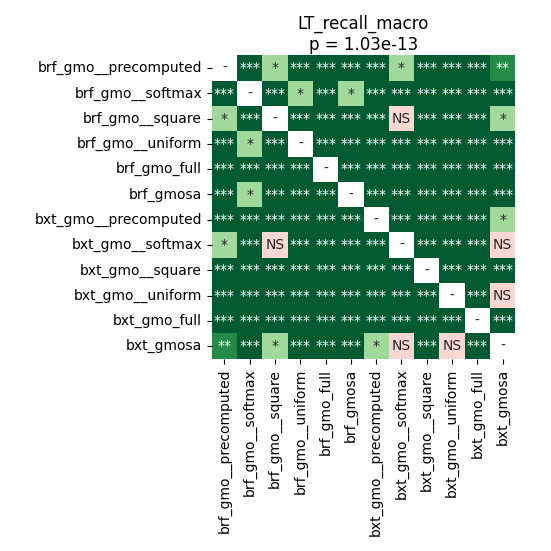 LT_recall_macro
p = 1.03e-13
brf_gmo__precomputed - *** * *** *** *** *** * *** *** *** **
brf_gmo__softmax *** - *** * *** * *** *** *** *** *** ***
brf_gmo__square * *** - *** *** *** *** NS *** *** *** *
brf_gmo__uniform *** * *** - *** *** *** *** *** *** *** ***
brf_gmo_full *** *** *** *** - *** *** *** *** *** *** ***
brf_gmosa *** * *** *** *** - *** *** *** *** *** ***
bxt_gmo__precomputed *** *** *** *** *** *** - *** *** *** *** *
bxt_gmo__softmax * *** NS *** *** *** *** - *** *** *** NS
bxt_gmo__square *** *** *** *** *** *** *** *** - *** *** ***
bxt_gmo__uniform *** *** *** *** *** *** *** *** *** - *** NS
bxt_gmo_full *** *** *** *** *** *** *** *** *** *** - ***
bxt_gmosa ** *** * *** *** *** * NS *** NS *** -
brf_gmo__precomputed
brf_gmo__softmax
brf_gmo__square
brf_gmo__uniform
brf_gmo_full
brf_gmosa
bxt_gmo__precomputed
bxt_gmo__softmax
bxt_gmo__square
bxt_gmo__uniform
bxt_gmo_full
bxt_gmosa